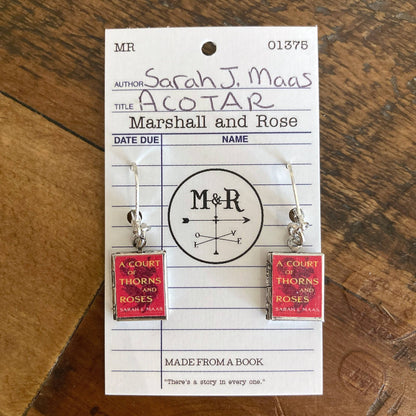 MR 01375
AUTHOR Sarah J. Maas
TITLE ACOTAR
Marshall and Rose
DATE DUE NAME
M&R
L O V E
A COURT
OF
THORNS
AND
ROSES
SARAH J. MAAS
A COURT
OF
THORNS
AND
ROSES
SARAH J. MAAS
MADE FROM A BOOK
"There's a story in every one."